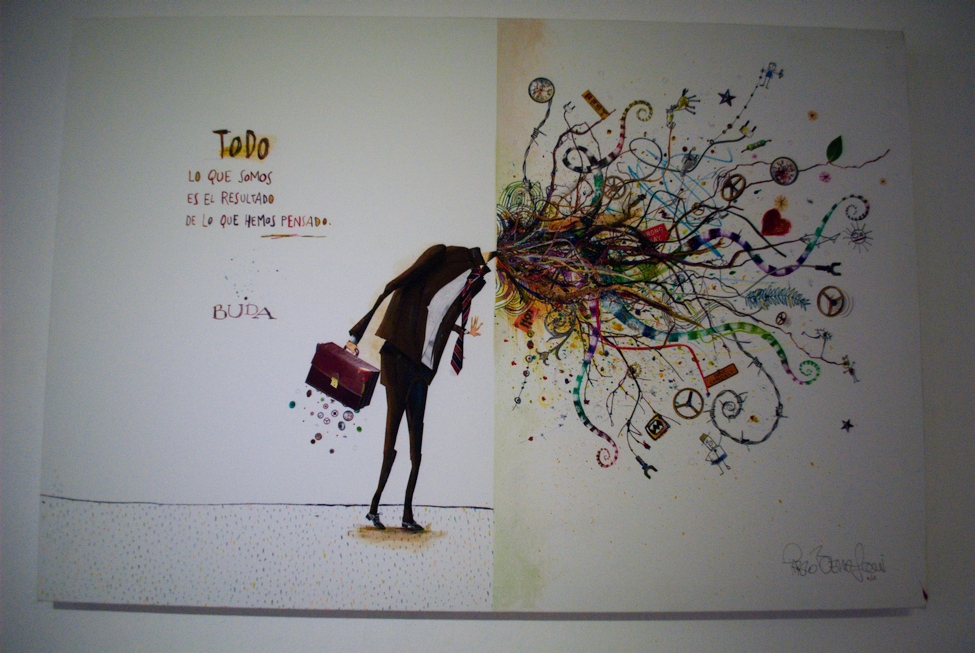 TODO
LO QUE SOMOS
ES EL RESULTADO
DE LO QUE HEMOS PENSADO.
BUDA